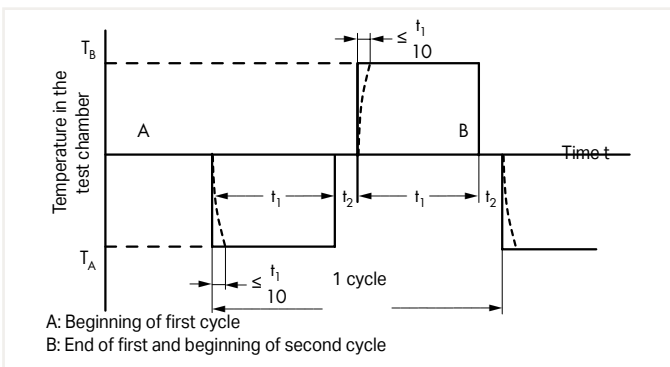 t₁
T_B
≤
10
Temperature in the
test chamber
A
B
Time t
t₁
t₂
t₁
t₂
T_A
t₁
≤
10
1 cycle
A: Beginning of first cycle
B: End of first and beginning of second cycle